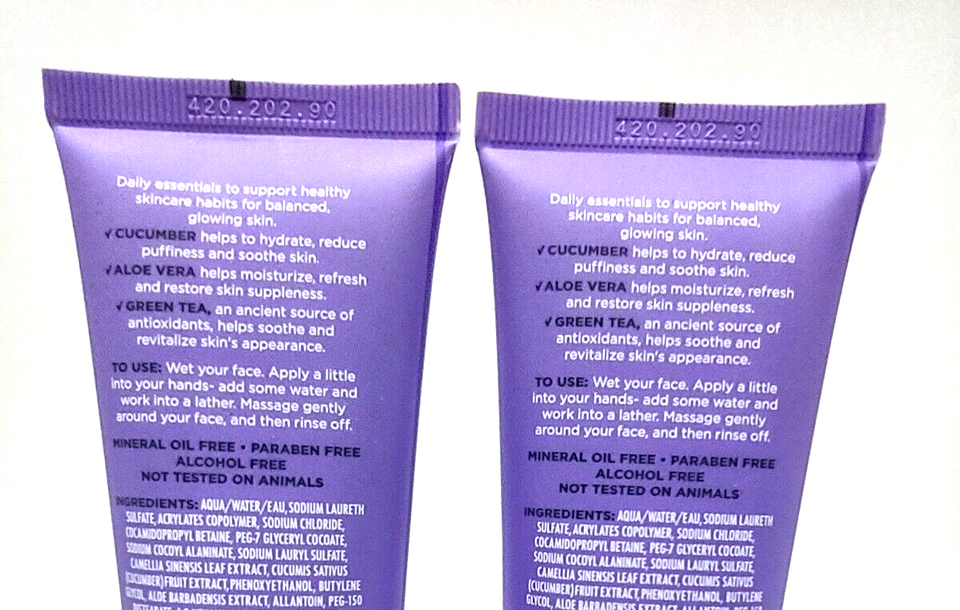 420.202.90
Daily essentials to support healthy
skincare habits for balanced,
glowing skin.
✓CUCUMBER helps to hydrate, reduce
puffiness and soothe skin.
✓ALOE VERA helps moisturize, refresh
and restore skin suppleness.
✓GREEN TEA, an ancient source of
antioxidants, helps soothe and
revitalize skin's appearance.
TO USE: Wet your face. Apply a little
into your hands- add some water and
work into a lather. Massage gently
around your face, and then rinse off.
MINERAL OIL FREE • PARABEN FREE
ALCOHOL FREE
NOT TESTED ON ANIMALS
INGREDIENTS: AQUA/WATER/EAU, SODIUM LAURETH
SULFATE, ACRYLATES COPOLYMER, SODIUM CHLORIDE,
COCAMIDOPROPYL BETAINE, PEG-7 GLYCERYL COCOATE,
SODIUM COCOYL ALANINATE, SODIUM LAURYL SULFATE,
CAMELLIA SINENSIS LEAF EXTRACT, CUCUMIS SATIVUS
(CUCUMBER) FRUIT EXTRACT, PHENOXYETHANOL, BUTYLENE
GLYCOL, ALOE BARBADENSIS EXTRACT, ALLANTOIN, PEG-150
420.202.90
Daily essentials to support healthy
skincare habits for balanced,
glowing skin.
✓CUCUMBER helps to hydrate, reduce
puffiness and soothe skin.
✓ALOE VERA helps moisturize, refresh
and restore skin suppleness.
✓GREEN TEA, an ancient source of
antioxidants, helps soothe and
revitalize skin's appearance.
TO USE: Wet your face. Apply a little
into your hands- add some water and
work into a lather. Massage gently
around your face, and then rinse off.
MINERAL OIL FREE • PARABEN FREE
ALCOHOL FREE
NOT TESTED ON ANIMALS
INGREDIENTS: AQUA/WATER/EAU, SODIUM LAURETH
SULFATE, ACRYLATES COPOLYMER, SODIUM CHLORIDE,
COCAMIDOPROPYL BETAINE, PEG-7 GLYCERYL COCOATE,
SODIUM COCOYL ALANINATE, SODIUM LAURYL SULFATE,
CAMELLIA SINENSIS LEAF EXTRACT, CUCUMIS SATIVUS
(CUCUMBER) FRUIT EXTRACT, PHENOXYETHANOL, BUTYLENE
GLYCOL, ALOE BARBADENSIS EXTRACT, ALLANTOIN,